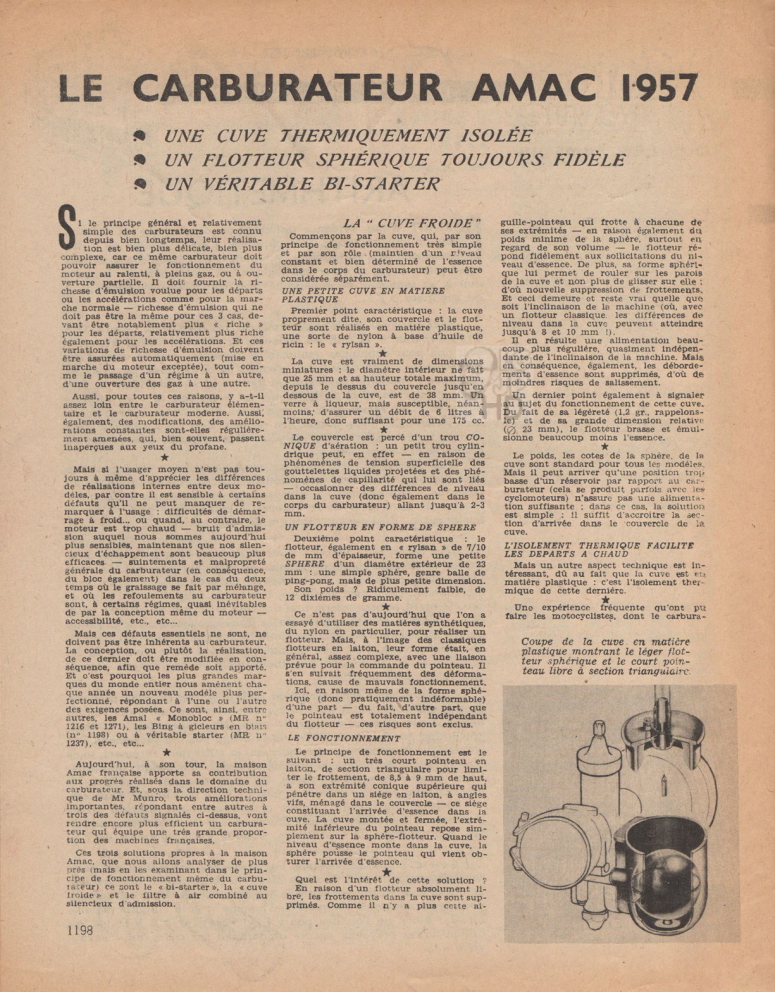 LE CARBURATEUR AMAC 1957
UNE CUVE THERMIQUEMENT ISOLÉE
UN FLOTTEUR SPHÉRIQUE TOUJOURS FIDÈLE
UN VÉRITABLE BI-STARTER
Si le principe général et relativement
simple des carburateurs est connu
depuis bien longtemps, leur réalisa-
tion est bien plus délicate, bien plus
complexe, car ce même carburateur doit
pouvoir assurer le fonctionnement du
moteur au ralenti, à pleins gaz, ou à ou-
verture partielle. Il doit fournir la ri-
chesse d'émulsion voulue pour les départs
ou les accélérations comme pour la mar-
che normale — richesse d'émulsion qui ne
doit pas être la même pour ces 3 cas, de-
vant être notablement plus « riche »
pour les départs, relativement plus riche
également pour les accélérations. Et ces
variations de richesse d'émulsion doivent
être assurées automatiquement (mise en
marche du moteur exceptée), tout com-
me le passage d'un régime à un autre,
d'une ouverture des gaz à une autre.
Aussi, pour toutes ces raisons, y a-t-il
assez loin entre le carburateur élémen-
taire et le carburateur moderne. Aussi,
également, des modifications, des amélio-
rations constantes sont-elles régulière-
ment amenées, qui, bien souvent, passent
inaperçues aux yeux du profane.
★
Mais si l'usager moyen n'est pas tou-
jours à même d'apprécier les différences
de réalisations internes entre deux mo-
dèles, par contre il est sensible à certains
défauts qu'il ne peut manquer de re-
marquer à l'usage : difficultés de démar-
rage à froid... ou quand, au contraire, le
moteur est trop chaud — bruit d'admis-
sion auquel nous sommes aujourd'hui
plus sensibles, maintenant que nos silen-
cieux d'échappement sont beaucoup plus
efficaces — suintements et malpropreté
générale du carburateur (en conséquence,
du bloc également) dans le cas du deux
temps où le graissage se fait par mélange,
et où les refoulements au carburateur
sont, à certains régimes, quasi inévitables
de par la conception même du moteur —
accessibilité, etc., etc...
Mais ces défauts essentiels ne sont, ne
doivent pas être inhérents au carburateur.
La conception, ou plutôt la réalisation,
de ce dernier doit être modifiée en con-
séquence, afin que remède soit apporté.
Et c'est pourquoi les plus grandes mar-
ques du monde entier nous amènent cha-
que année un nouveau modèle plus per-
fectionné, répondant à l'une ou l'autre
des exigences posées. Ce sont, ainsi, entre
autres, les Amal « Monobloc » (MR n°
1216 et 1271), les Bing à gicleurs en biais
(n° 1198) ou à véritable starter (MR n°
1237), etc., etc...
★
Aujourd'hui, à son tour, la maison
Amac française apporte sa contribution
aux progrès réalisés dans le domaine du
carburateur. Et, sous la direction techni-
que de Mr Munro, trois améliorations
importantes, répondant entre autres à
trois des défauts signalés ci-dessus, vont
rendre encore plus efficient un carbura-
teur qui équipe une très grande propor-
tion des machines françaises.
Ces trois solutions propres à la maison
Amac, que nous allons analyser de plus
près (mais en les examinant dans le prin-
cipe de fonctionnement même du carbu-
rateur) ce sont le « bi-starter », la « cuve
froide » et le filtre à air combiné au
silencieux d'admission.
1198
LA “ CUVE FROIDE ”
Commençons par la cuve, qui, par son
principe de fonctionnement très simple
et par son rôle (maintien d'un niveau
constant et bien déterminé de l'essence
dans le corps du carburateur) peut être
considérée séparément.
UNE PETITE CUVE EN MATIERE
PLASTIQUE
Premier point caractéristique : la cuve
proprement dite, son couvercle et le flot-
teur sont réalisés en matière plastique,
une sorte de nylon à base d'huile de
ricin : le « rylsan ».
★
La cuve est vraiment de dimensions
miniatures : le diamètre intérieur ne fait
que 25 mm et sa hauteur totale maximum,
depuis le dessus du couvercle jusqu'en
dessous de la cuve, est de 38 mm. Un
verre à liqueur, mais susceptible, néan-
moins, d'assurer un débit de 6 litres à
l'heure, donc suffisant pour une 175 cc.
★
Le couvercle est percé d'un trou CO-
NIQUE d'aération : un petit trou cylin-
drique peut, en effet — en raison de
phénomènes de tension superficielle des
gouttelettes liquides projetées et des phé-
nomènes de capillarité qui lui sont liés
— occasionner des différences de niveau
dans la cuve (donc également dans le
corps du carburateur) allant jusqu'à 2-3
mm.
UN FLOTTEUR EN FORME DE SPHERE
Deuxième point caractéristique : le
flotteur, également en « rylsan » de 7/10
de mm d'épaisseur, forme une petite
SPHERE d'un diamètre extérieur de 23
mm : une simple sphère, genre balle de
ping-pong, mais de plus petite dimension.
Son poids ? Ridiculement faible, de
12 dixièmes de gramme.
★
Ce n'est pas d'aujourd'hui que l'on a
essayé d'utiliser des matières synthétiques,
du nylon en particulier, pour réaliser un
flotteur. Mais, à l'image des classiques
flotteurs en laiton, leur forme était, en
général, assez complexe, avec une liaison
prévue pour la commande du pointeau. Il
s'en suivait fréquemment des déforma-
tions, cause de mauvais fonctionnement.
Ici, en raison même de la forme sphé-
rique (donc pratiquement indéformable)
d'une part — du fait, d'autre part, que
le pointeau est totalement indépendant
du flotteur — ces risques sont exclus.
LE FONCTIONNEMENT
Le principe de fonctionnement est le
suivant : un très court pointeau en
laiton, de section triangulaire pour limi-
ter le frottement, de 8,5 à 9 mm de haut,
a son extrémité conique supérieure qui
pénètre dans un siège en laiton, à angles
vifs, ménagé dans le couvercle — ce siège
constituant l'arrivée d'essence dans la
cuve. La cuve montée et fermée, l'extré-
mité inférieure du pointeau repose sim-
plement sur la sphère-flotteur. Quand le
niveau d'essence monte dans la cuve, la
sphère pousse le pointeau qui vient ob-
turer l'arrivée d'essence.
★
Quel est l'intérêt de cette solution ?
En raison d'un flotteur absolument li-
bre, les frottements dans la cuve sont sup-
primés. Comme il n'y a plus cette ai-
guille-pointeau qui frotte à chacune de
ses extrémités — en raison également du
poids minime de la sphère, surtout en
regard de son volume — le flotteur ré-
pond fidèlement aux sollicitations du ni-
veau d'essence. De plus, sa forme sphéri-
que lui permet de rouler sur les parois
de la cuve et non plus de glisser sur elle :
d'où nouvelle suppression de frottements.
Et ceci demeure et reste vrai quelle que
soit l'inclinaison de la machine (où, avec
un flotteur classique, les différences de
niveau dans la cuve peuvent atteindre
jusqu'à 8 et 10 mm !).
Il en résulte une alimentation beau-
coup plus régulière, quasiment indépen-
dante de l'inclinaison de la machine. Mais
en conséquence, également, les déborde-
ments d'essence sont supprimés, d'où de
moindres risques de salissement.
Un dernier point également à signaler
au sujet du fonctionnement de cette cuve.
Du fait de sa légèreté (1,2 gr., rappelons-
le) et de sa grande dimension relative
(∅ 23 mm), le flotteur brasse et émul-
sionne beaucoup moins l'essence.
★
Le poids, les cotes de la sphère, de la
cuve sont standard pour tous les modèles.
Mais il peut arriver qu'une position trop
basse d'un réservoir par rapport au car-
burateur (cela se produit parfois avec les
cyclomoteurs) n'assure pas une alimenta-
tion suffisante ; dans ce cas, la solution
est simple : il suffit d'accroître la sec-
tion d'arrivée dans le couvercle de la
cuve.
L'ISOLEMENT THERMIQUE FACILITE
LES DEPARTS A CHAUD
Mais un autre aspect technique est in-
téressant, dû au fait que la cuve est en
matière plastique : c'est l'isolement ther-
mique de cette dernière.
★
Une expérience fréquente qu'ont pu
faire les motocyclistes, dont le carbura-
Coupe de la cuve en matière
plastique montrant le léger flot-
teur sphérique et le court poin-
teau libre à section triangulaire.